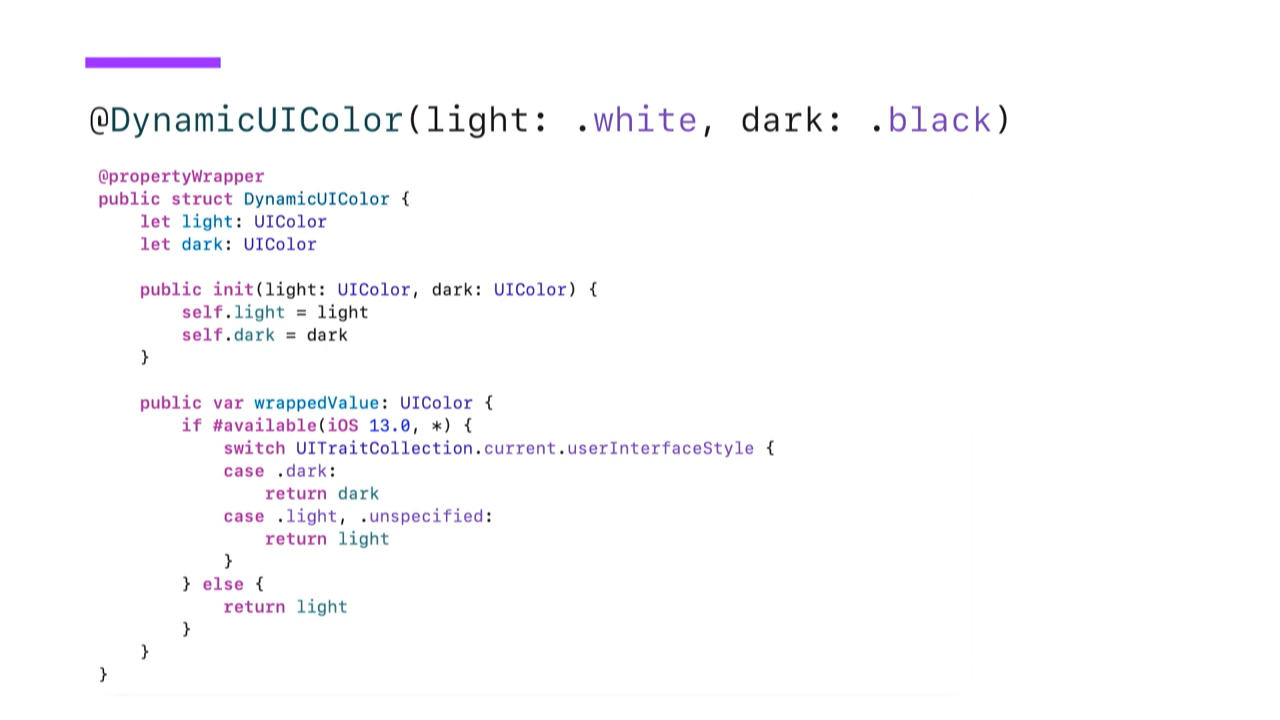 @DynamicUIColor(light: .white, dark: .black)
@propertyWrapper
public struct DynamicUIColor {
    let light: UIColor
    let dark: UIColor

    public init(light: UIColor, dark: UIColor) {
        self.light = light
        self.dark = dark
    }

    public var wrappedValue: UIColor {
        if #available(iOS 13.0, *) {
            switch UITraitCollection.current.userInterfaceStyle {
            case .dark:
                return dark
            case .light, .unspecified:
                return light
            }
        } else {
            return light
        }
    }
}